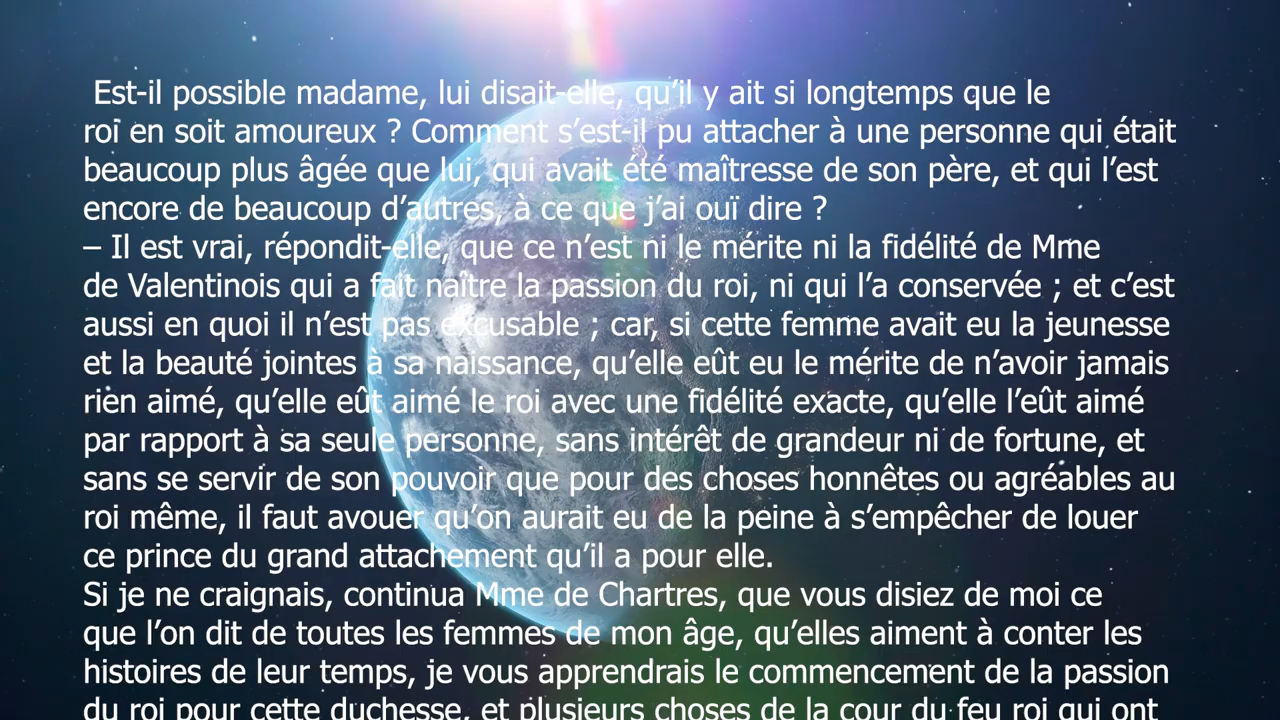 Est-il possible madame, lui disait-elle, qu’il y ait si longtemps que le
roi en soit amoureux ? Comment s’est-il pu attacher à une personne qui était
beaucoup plus âgée que lui, qui avait été maîtresse de son père, et qui l’est
encore de beaucoup d’autres, à ce que j’ai ouï dire ?
– Il est vrai, répondit-elle, que ce n’est ni le mérite ni la fidélité de Mme
de Valentinois qui a fait naître la passion du roi, ni qui l’a conservée ; et c’est
aussi en quoi il n’est pas excusable ; car, si cette femme avait eu la jeunesse
et la beauté jointes à sa naissance, qu’elle eût eu le mérite de n’avoir jamais
rien aimé, qu’elle eût aimé le roi avec une fidélité exacte, qu’elle l’eût aimé
par rapport à sa seule personne, sans intérêt de grandeur ni de fortune, et
sans se servir de son pouvoir que pour des choses honnêtes ou agréables au
roi même, il faut avouer qu’on aurait eu de la peine à s’empêcher de louer
ce prince du grand attachement qu’il a pour elle.
Si je ne craignais, continua Mme de Chartres, que vous disiez de moi ce
que l’on dit de toutes les femmes de mon âge, qu’elles aiment à conter les
histoires de leur temps, je vous apprendrais le commencement de la passion
du roi pour cette duchesse, et plusieurs choses de la cour du feu roi qui ont